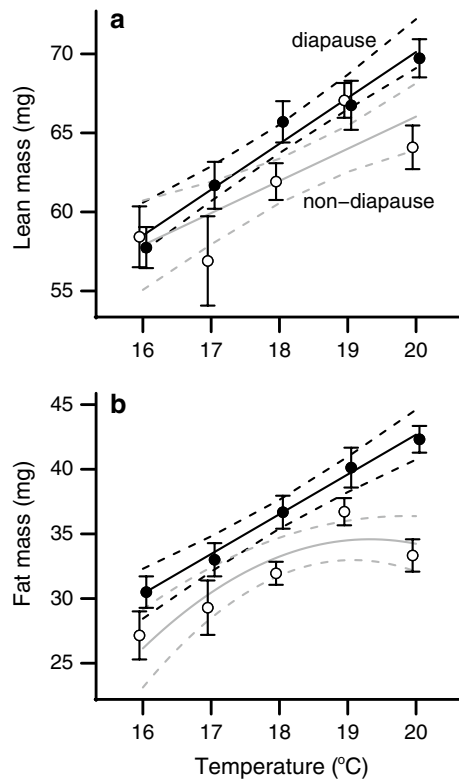 a
diapause
70
65
60
55
Lean mass (mg)
non−diapause
16 17 18 19 20
b
45
40
35
30
25
Fat mass (mg)
16 17 18 19 20
Temperature (°C)